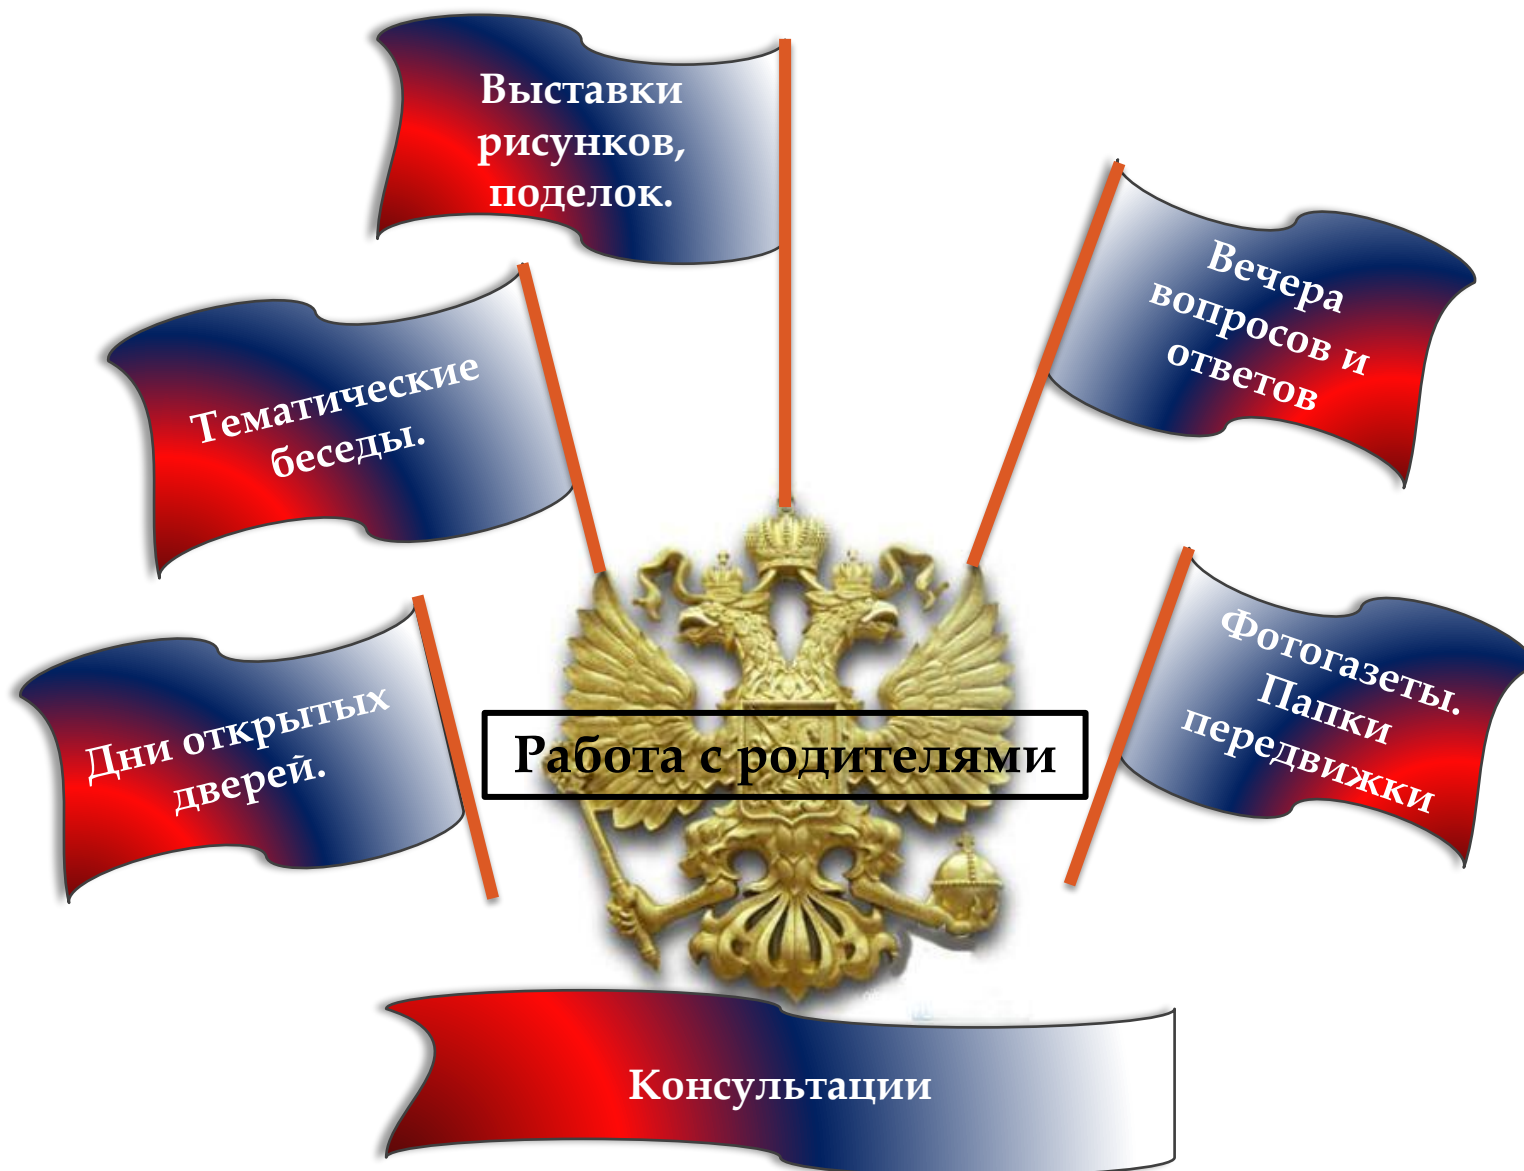 Выставки
рисунков,
поделок.
Вечера
вопросов и
ответов
Тематические
беседы.
Фотогазеты.
Папки
передвижки
Дни открытых
дверей.
Работа с родителями
Консультации